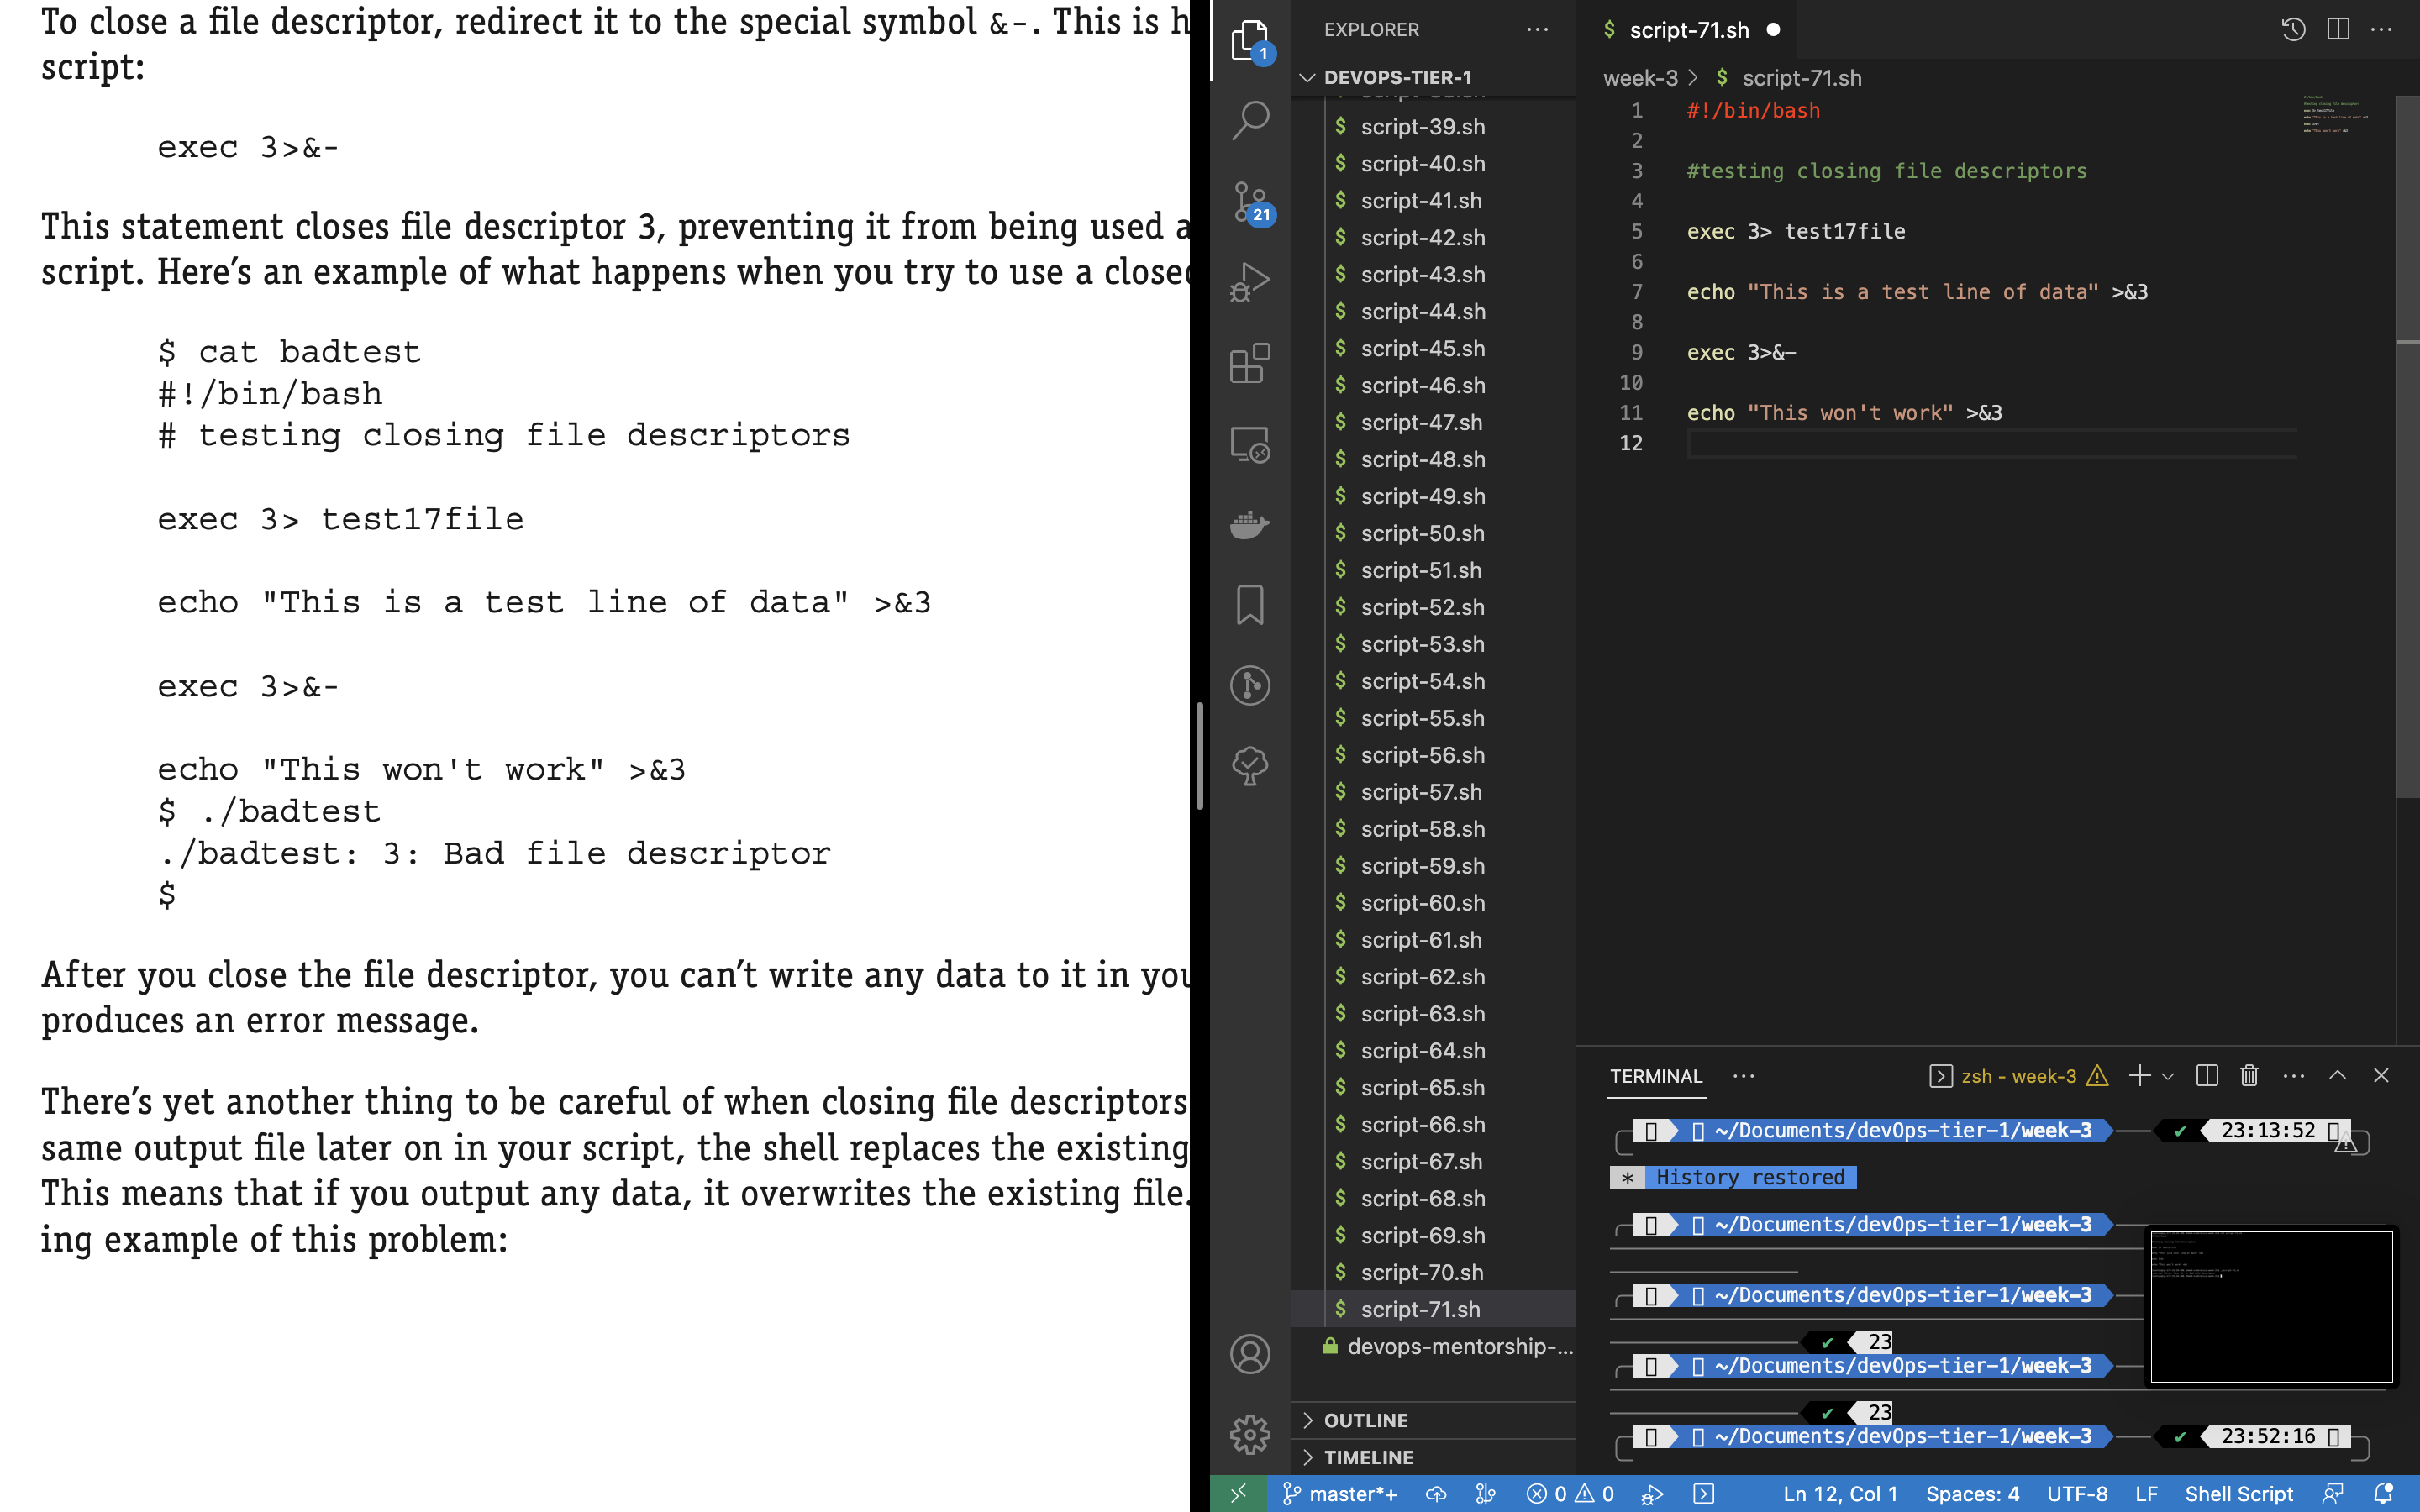 To close a file descriptor, redirect it to the special symbol &-. This is h
script:
exec 3>&-
This statement closes file descriptor 3, preventing it from being used a
script. Here's an example of what happens when you try to use a closed
$ cat badtest
#!/bin/bash
# testing closing file descriptors
exec 3> test17file
echo "This is a test line of data" >&3
exec 3>&-
echo "This won't work" >&3
$ ./badtest
./badtest: 3: Bad file descriptor
$
After you close the file descriptor, you can't write any data to it in you
produces an error message.
There's yet another thing to be careful of when closing file descriptors
same output file later on in your script, the shell replaces the existing
This means that if you output any data, it overwrites the existing file.
ing example of this problem:
1
21
EXPLORER
DEVOPS-TIER-1
$ script-39.sh
$ script-40.sh
$ script-41.sh
$ script-42.sh
$ script-43.sh
$ script-44.sh
$ script-45.sh
$ script-46.sh
$ script-47.sh
$ script-48.sh
$ script-49.sh
$ script-50.sh
$ script-51.sh
$ script-52.sh
$ script-53.sh
$ script-54.sh
$ script-55.sh
$ script-56.sh
$ script-57.sh
$ script-58.sh
$ script-59.sh
$ script-60.sh
$ script-61.sh
$ script-62.sh
$ script-63.sh
$ script-64.sh
$ script-65.sh
$ script-66.sh
$ script-67.sh
$ script-68.sh
$ script-69.sh
$ script-70.sh
$ script-71.sh
devops-mentorship-...
OUTLINE
TIMELINE
$ script-71.sh
week-3 > $ script-71.sh
1 #!/bin/bash
2
3 #testing closing file descriptors
4
5 exec 3> test17file
6
7 echo "This is a test line of data" >&3
8
9 exec 3>&-
10
11 echo "This won't work" >&3
12
TERMINAL
zsh - week-3
~/Documents/devOps-tier-1/week-3 ✔ 23:13:52
* History restored
~/Documents/devOps-tier-1/week-3
~/Documents/devOps-tier-1/week-3
✔ 23
~/Documents/devOps-tier-1/week-3
✔ 23
~/Documents/devOps-tier-1/week-3 ✔ 23:52:16
master*+ 0 0 Ln 12, Col 1 Spaces: 4 UTF-8 LF Shell Script